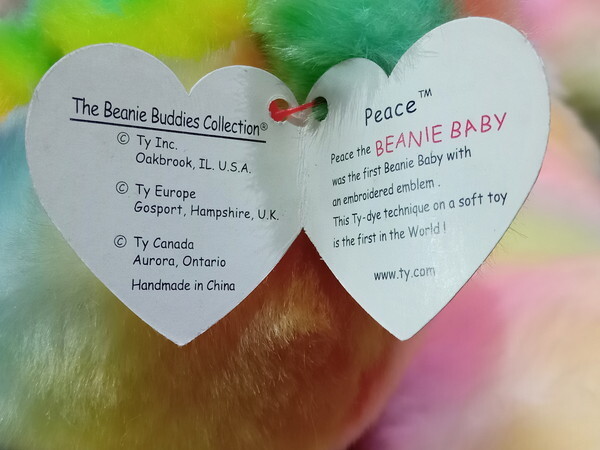 The Beanie Buddies Collection®
© Ty Inc.
Oakbrook, IL. U.S.A.
© Ty Europe
Gosport, Hampshire, U.K.
© Ty Canada
Aurora, Ontario
Handmade in China
Peace™
Peace the BEANIE BABY
was the first Beanie Baby with
an embroidered emblem .
This Ty-dye technique on a soft toy
is the first in the World !
www.ty.com